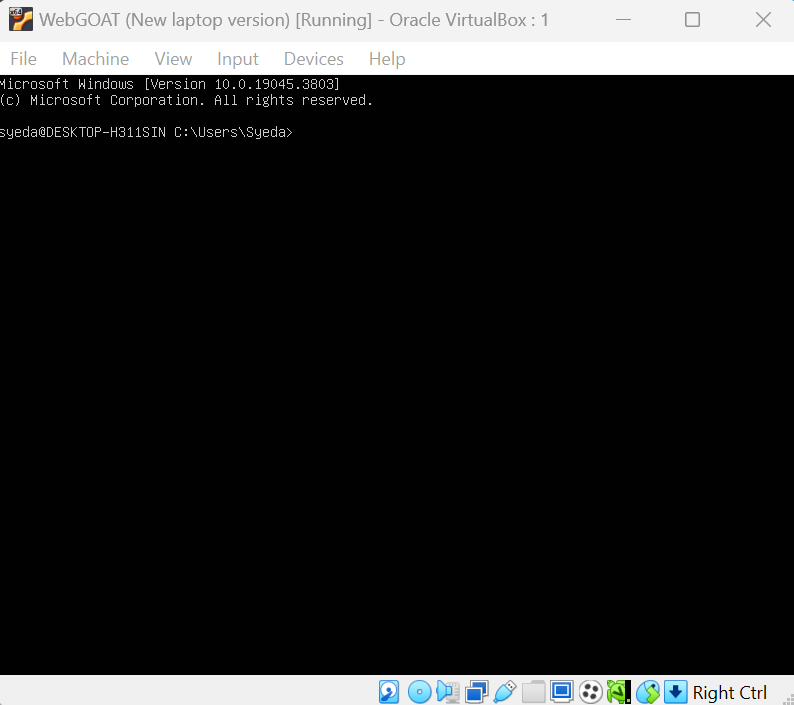 WebGOAT (New laptop version) [Running] - Oracle VirtualBox : 1
File Machine View Input Devices Help
Microsoft Windows [Version 10.0.19045.3803]
(c) Microsoft Corporation. All rights reserved.
syeda@DESKTOP-H311SIN C:\Users\Syeda>
Right Ctrl